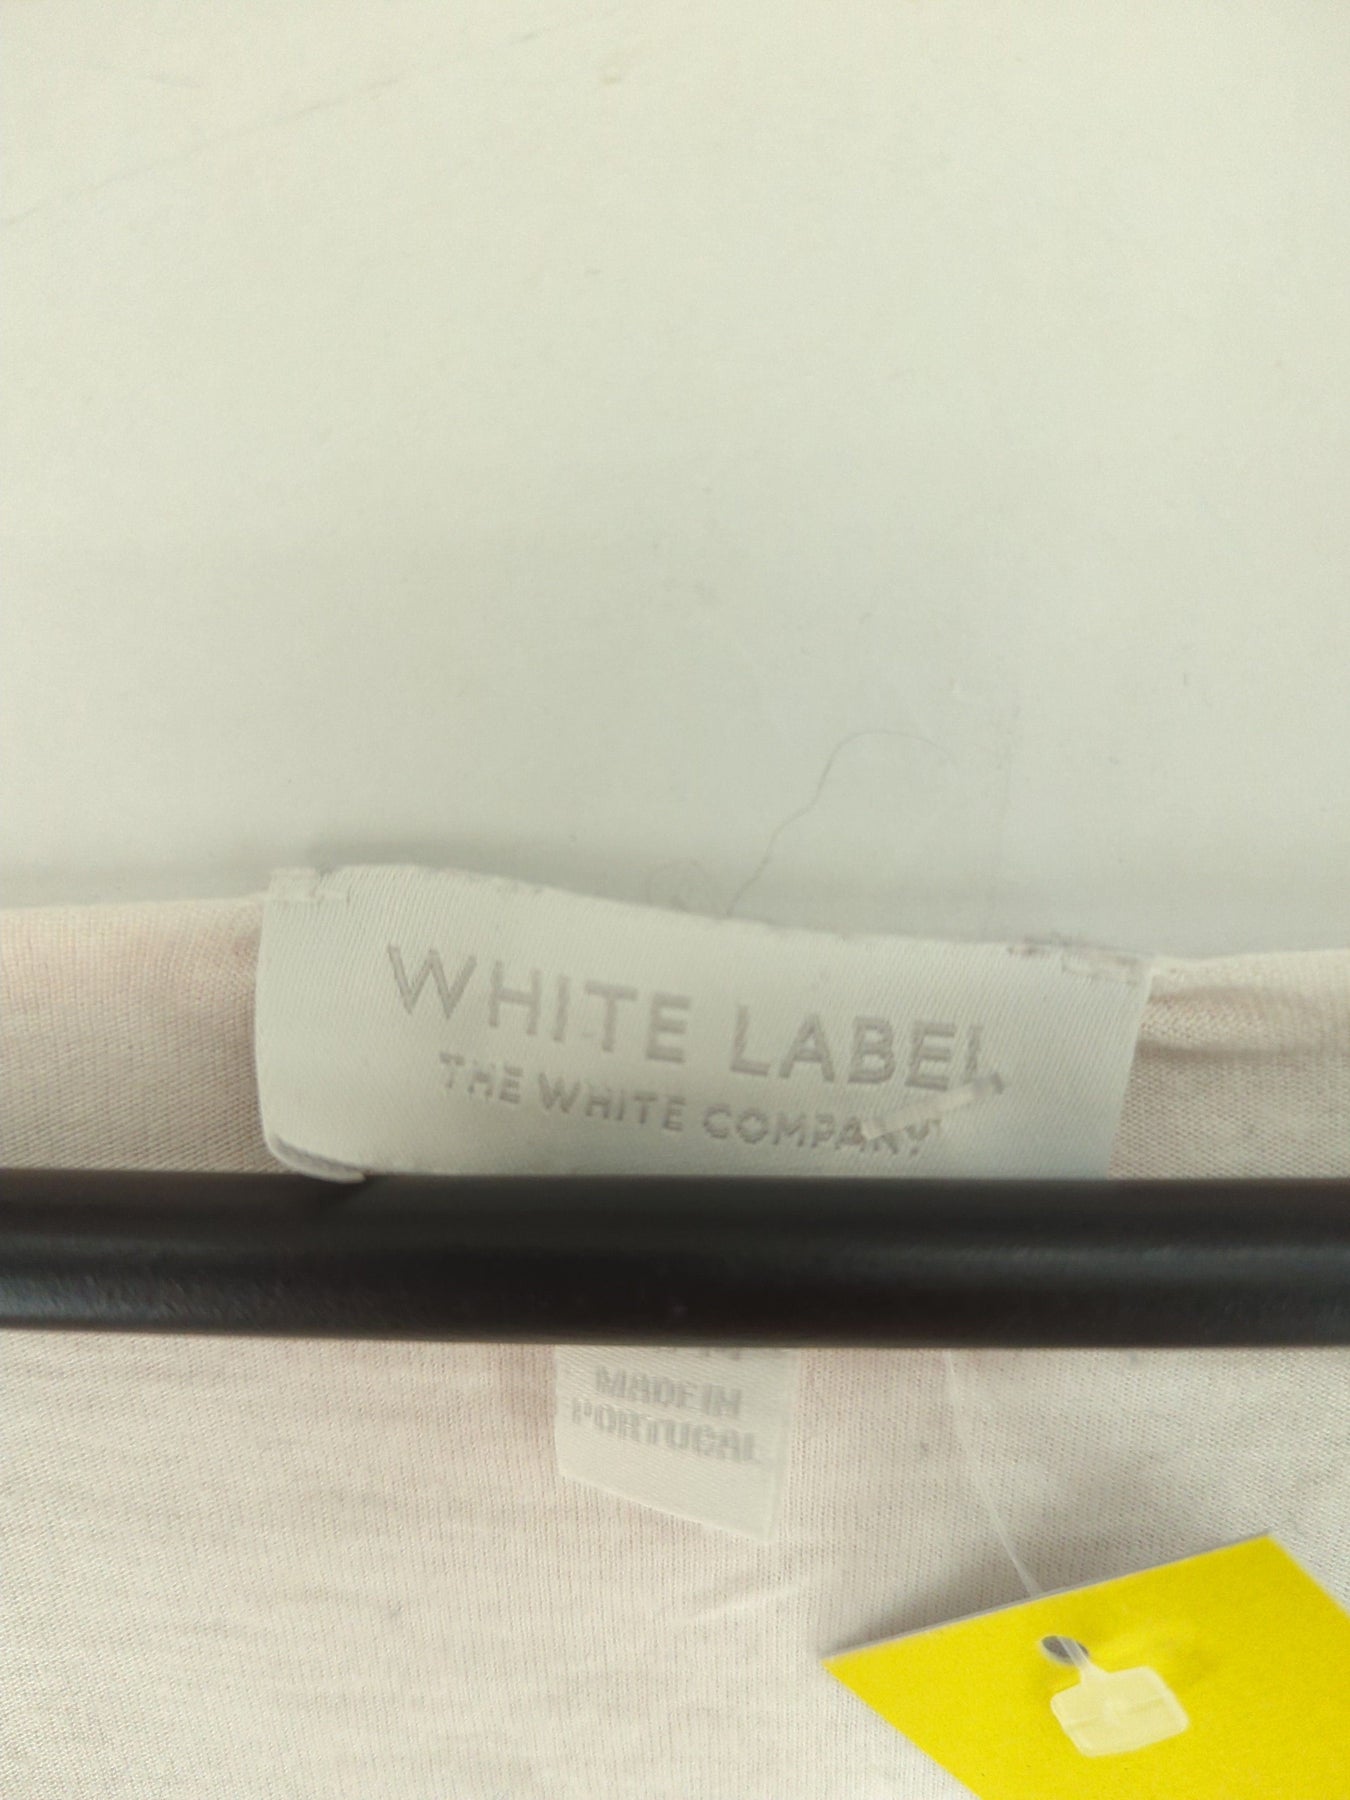 WHITE LABEL
THE WHITE COMPANY
MADE IN
PORTUGAL